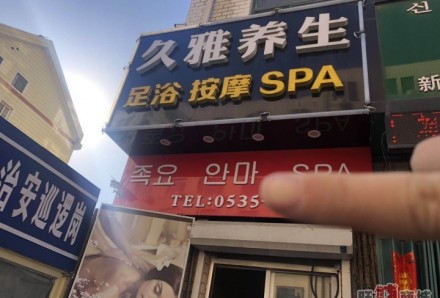 久雅养生
足浴 按摩 SPA
족요 안마 SPA
TEL:0535-
治安巡逻岗
신
新